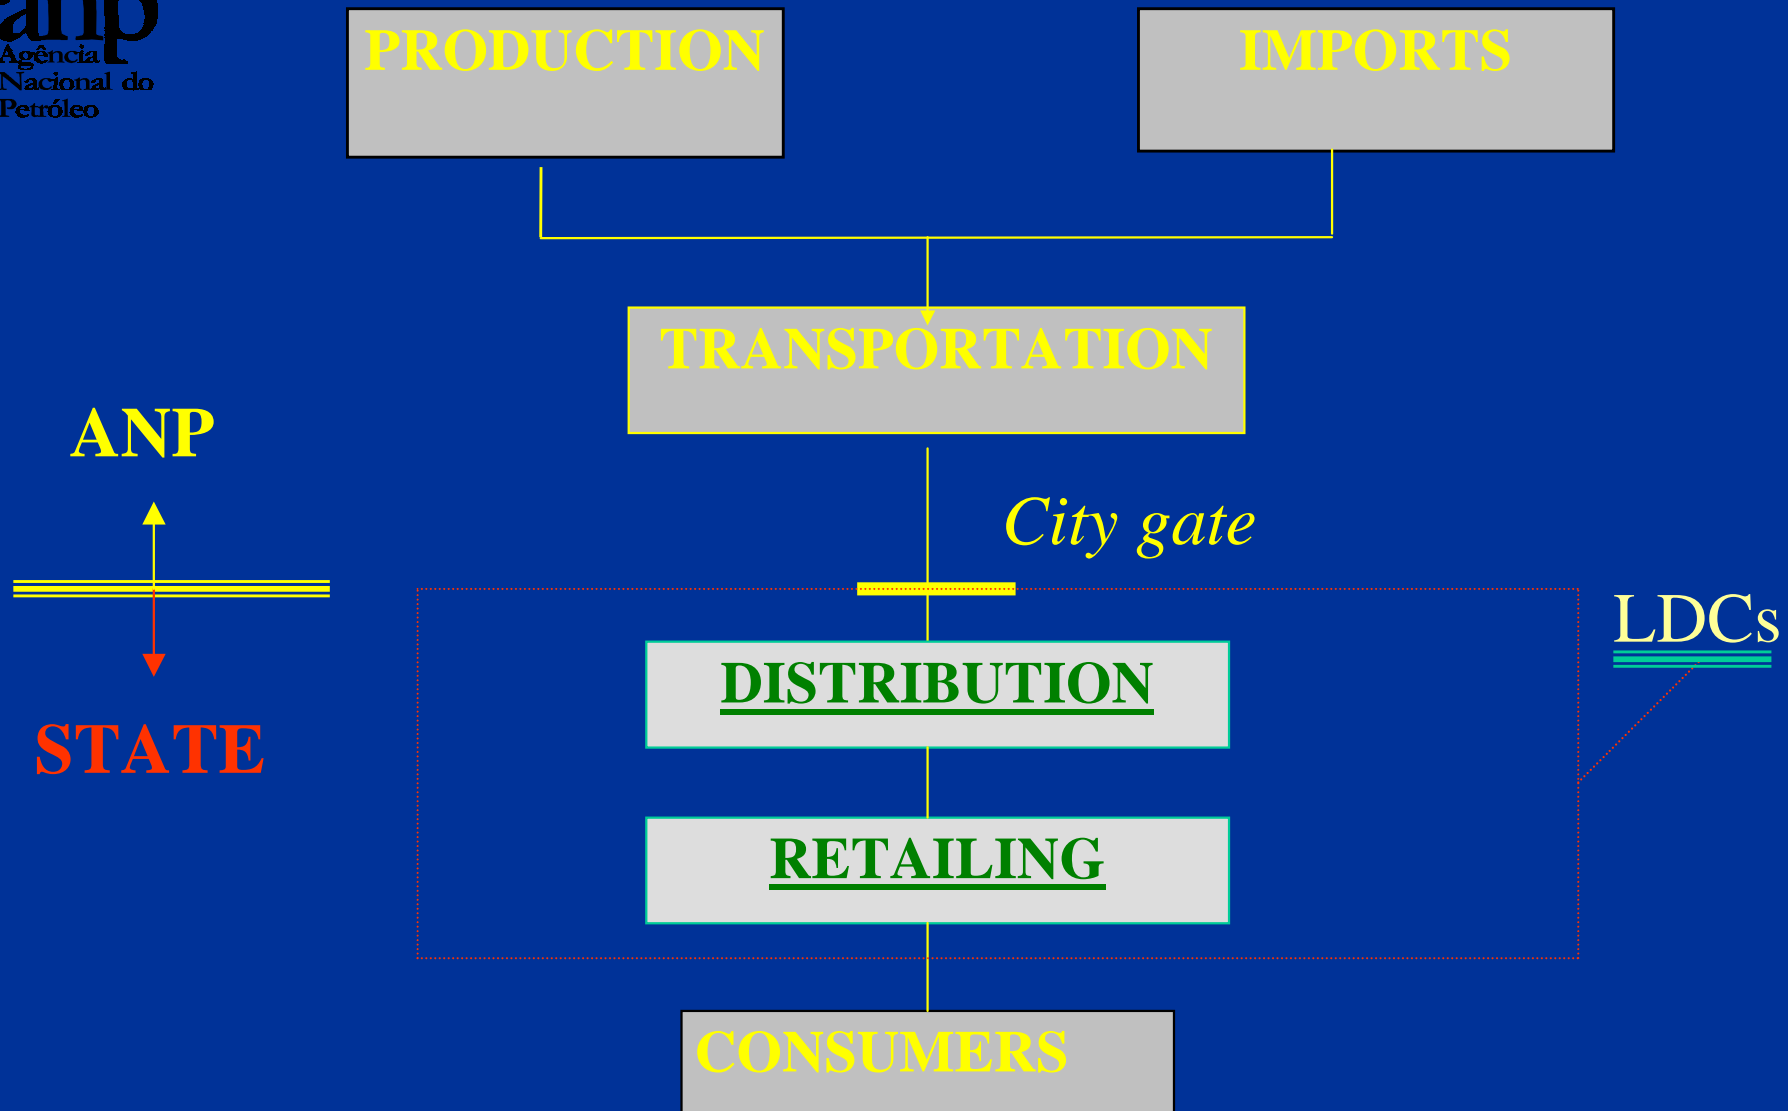 anp
Agência
Nacional do
Petróleo
PRODUCTION
IMPORTS
TRANSPORTATION
ANP
City gate
LDCs
DISTRIBUTION
STATE
RETAILING
CONSUMERS